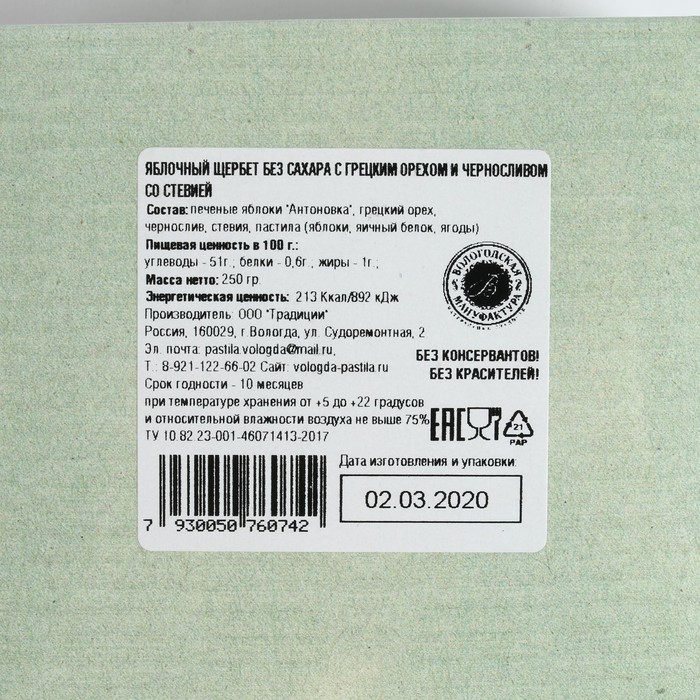 ЯБЛОЧНЫЙ ЩЕРБЕТ БЕЗ САХАРА С ГРЕЦКИМ ОРЕХОМ И ЧЕРНОСЛИВОМ
СО СТЕВИЕЙ
Состав: печеные яблоки "Антоновка", грецкий орех,
чернослив, стевия, пастила (яблоки, яичный белок, ягоды)
Пищевая ценность в 100 г.:
углеводы - 51г., белки - 0,6г., жиры - 1г.,
Масса нетто: 250 гр.
Энергетическая ценность: 213 Ккал/892 кДж
Производитель: ООО "Традиции"
Россия, 160029, г Вологда, ул. Судоремонтная, 2
Эл. почта: pastila.vologda@mail.ru,
Т.: 8-921-122-66-02 Сайт: vologda-pastila.ru
Срок годности - 10 месяцев
при температуре хранения от +5 до +22 градусов
и относительной влажности воздуха не выше 75%
ТУ 10.82.23-001-46071413-2017
ВОЛОГОДСКАЯ
МАНУФАКТУРА
БЕЗ КОНСЕРВАНТОВ!
БЕЗ КРАСИТЕЛЕЙ!
EAC
21
PAP
Дата изготовления и упаковки:
02.03.2020
7 930050 760742